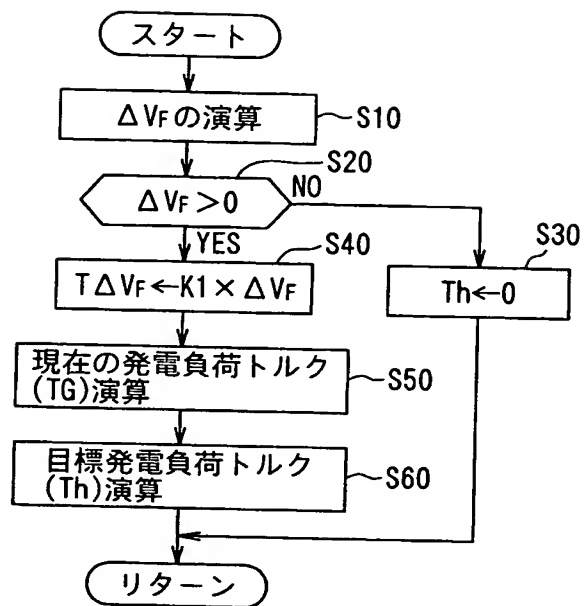 スタート
ΔVFの演算
S10
S20
ΔVF>0
NO
YES
S40
S30
TΔVF←K1×ΔVF
Th←0
現在の発電負荷トルク
(TG)演算
S50
目標発電負荷トルク
(Th)演算
S60
リターン